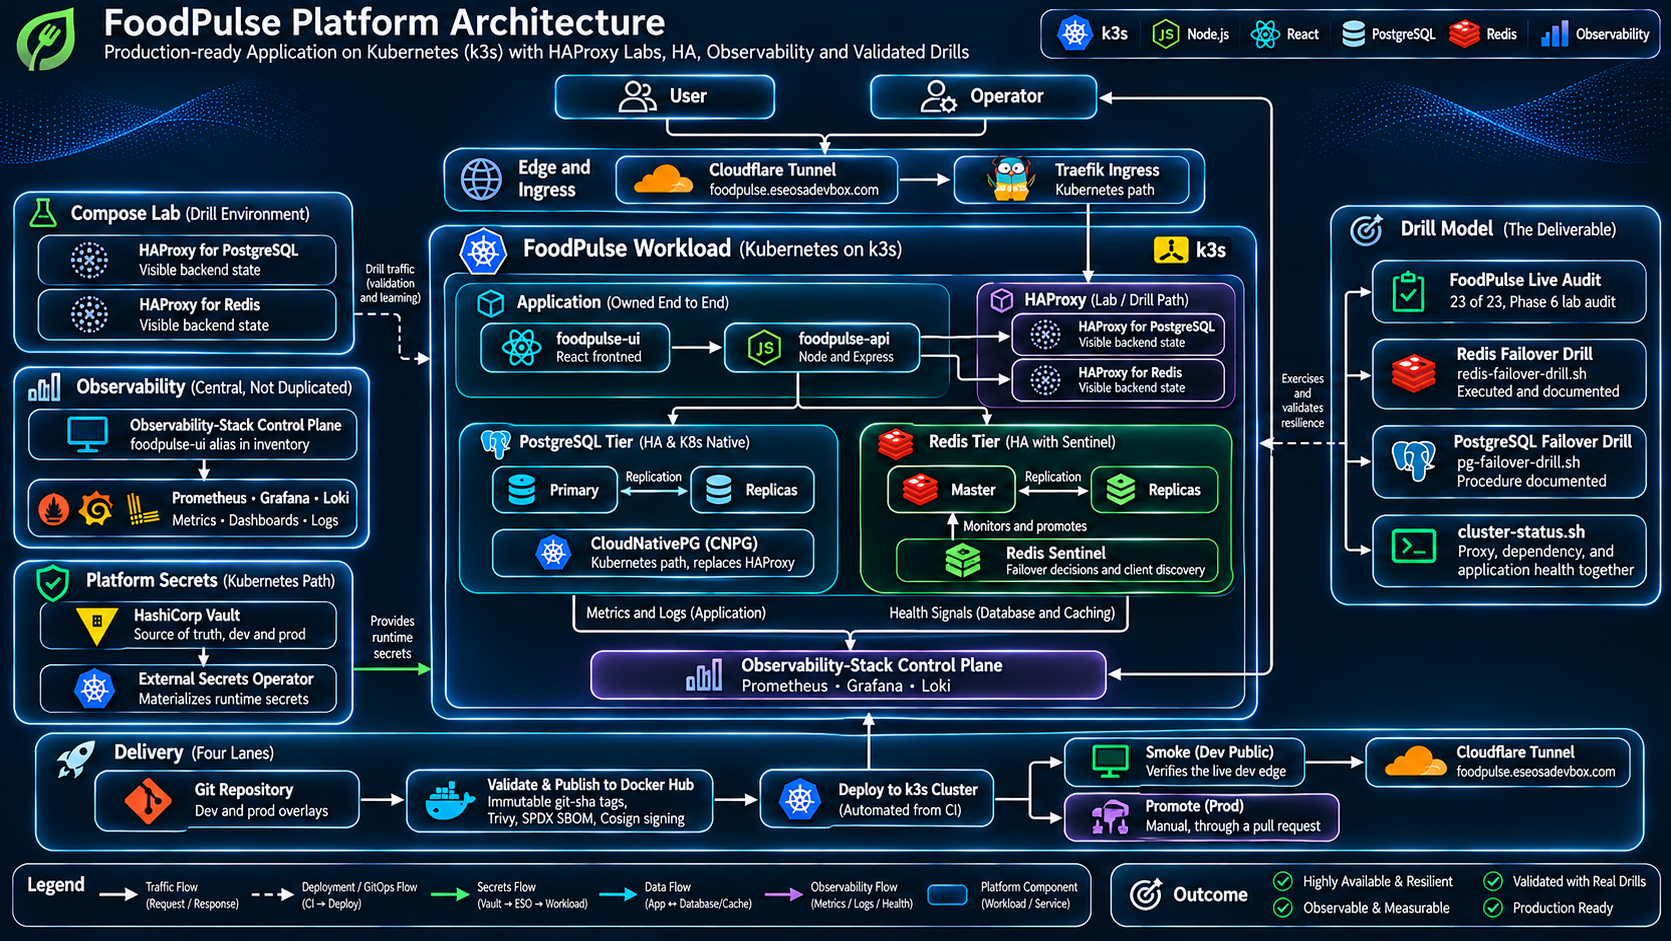 FoodPulse Platform Architecture
Production-ready Application on Kubernetes (k3s) with HAProxy Labs, HA, Observability and Validated Drills
k3s
JS
Node.js
React
PostgreSQL
Redis
Observability
User
Operator
Edge and
Ingress
Cloudflare Tunnel
foodpulse.eseosadevbox.com
Traefik Ingress
Kubernetes path
Compose Lab (Drill Environment)
HAProxy for PostgreSQL
Visible backend state
HAProxy for Redis
Visible backend state
Drill traffic
(validation
and learning)
Observability (Central, Not Duplicated)
Observability-Stack Control Plane
foodpulse-ui alias in inventory
Prometheus • Grafana • Loki
Metrics • Dashboards • Logs
Platform Secrets (Kubernetes Path)
HashiCorp Vault
Source of truth, dev and prod
External Secrets Operator
Materializes runtime secrets
Provides
runtime
secrets
FoodPulse Workload (Kubernetes on k3s)
k3s
Application (Owned End to End)
foodpulse-ui
React frontned
JS
foodpulse-api
Node and Express
HAProxy (Lab / Drill Path)
HAProxy for PostgreSQL
Visible backend state
HAProxy for Redis
Visible backend state
PostgreSQL Tier (HA & K8s Native)
Primary
Replication
Replicas
CloudNativePG (CNPG)
Kubernetes path, replaces HAProxy
Redis Tier (HA with Sentinel)
Master
Replication
Replicas
Monitors and promotes
Redis Sentinel
Failover decisions and client discovery
Metrics and Logs (Application)
Health Signals (Database and Caching)
Observability-Stack Control Plane
Prometheus • Grafana • Loki
Exercises
and
validates
resilience
Drill Model (The Deliverable)
FoodPulse Live Audit
23 of 23, Phase 6 lab audit
Redis Failover Drill
redis-failover-drill.sh
Executed and documented
PostgreSQL Failover Drill
pg-failover-drill.sh
Procedure documented
cluster-status.sh
Proxy, dependency, and
application health together
Delivery (Four Lanes)
Git Repository
Dev and prod overlays
Validate & Publish to Docker Hub
Immutable git-sha tags,
Trivy, SPDX SBOM, Cosign signing
Deploy to k3s Cluster
(Automated from CI)
Smoke (Dev Public)
Verifies the live dev edge
Cloudflare Tunnel
foodpulse.eseosadevbox.com
Promote (Prod)
Manual, through a pull request
Legend
Traffic Flow
(Request / Response)
Deployment / GitOps Flow
(CI → Deploy)
Secrets Flow
(Vault → ESO → Workload)
Data Flow
(App ↔ Database/Cache)
Observability Flow
(Metrics / Logs / Health)
Platform Component
(Workload / Service)
Outcome
Highly Available & Resilient
Validated with Real Drills
Observable & Measurable
Production Ready